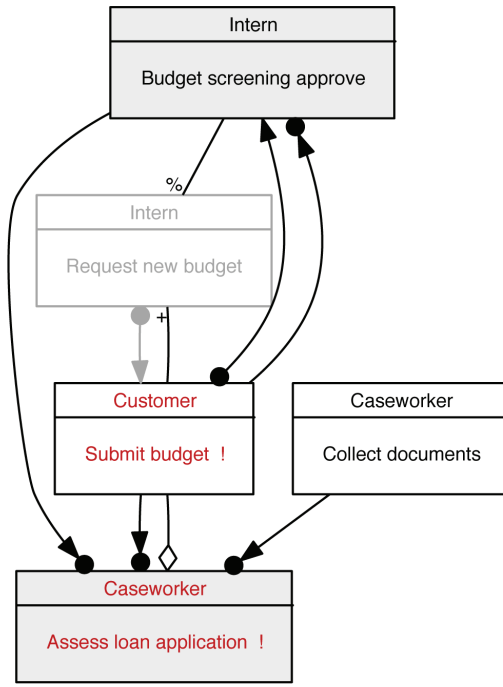 Intern
Budget screening approve
%
Intern
Request new budget
+
Customer
Submit budget !
Caseworker
Collect documents
Caseworker
Assess loan application !